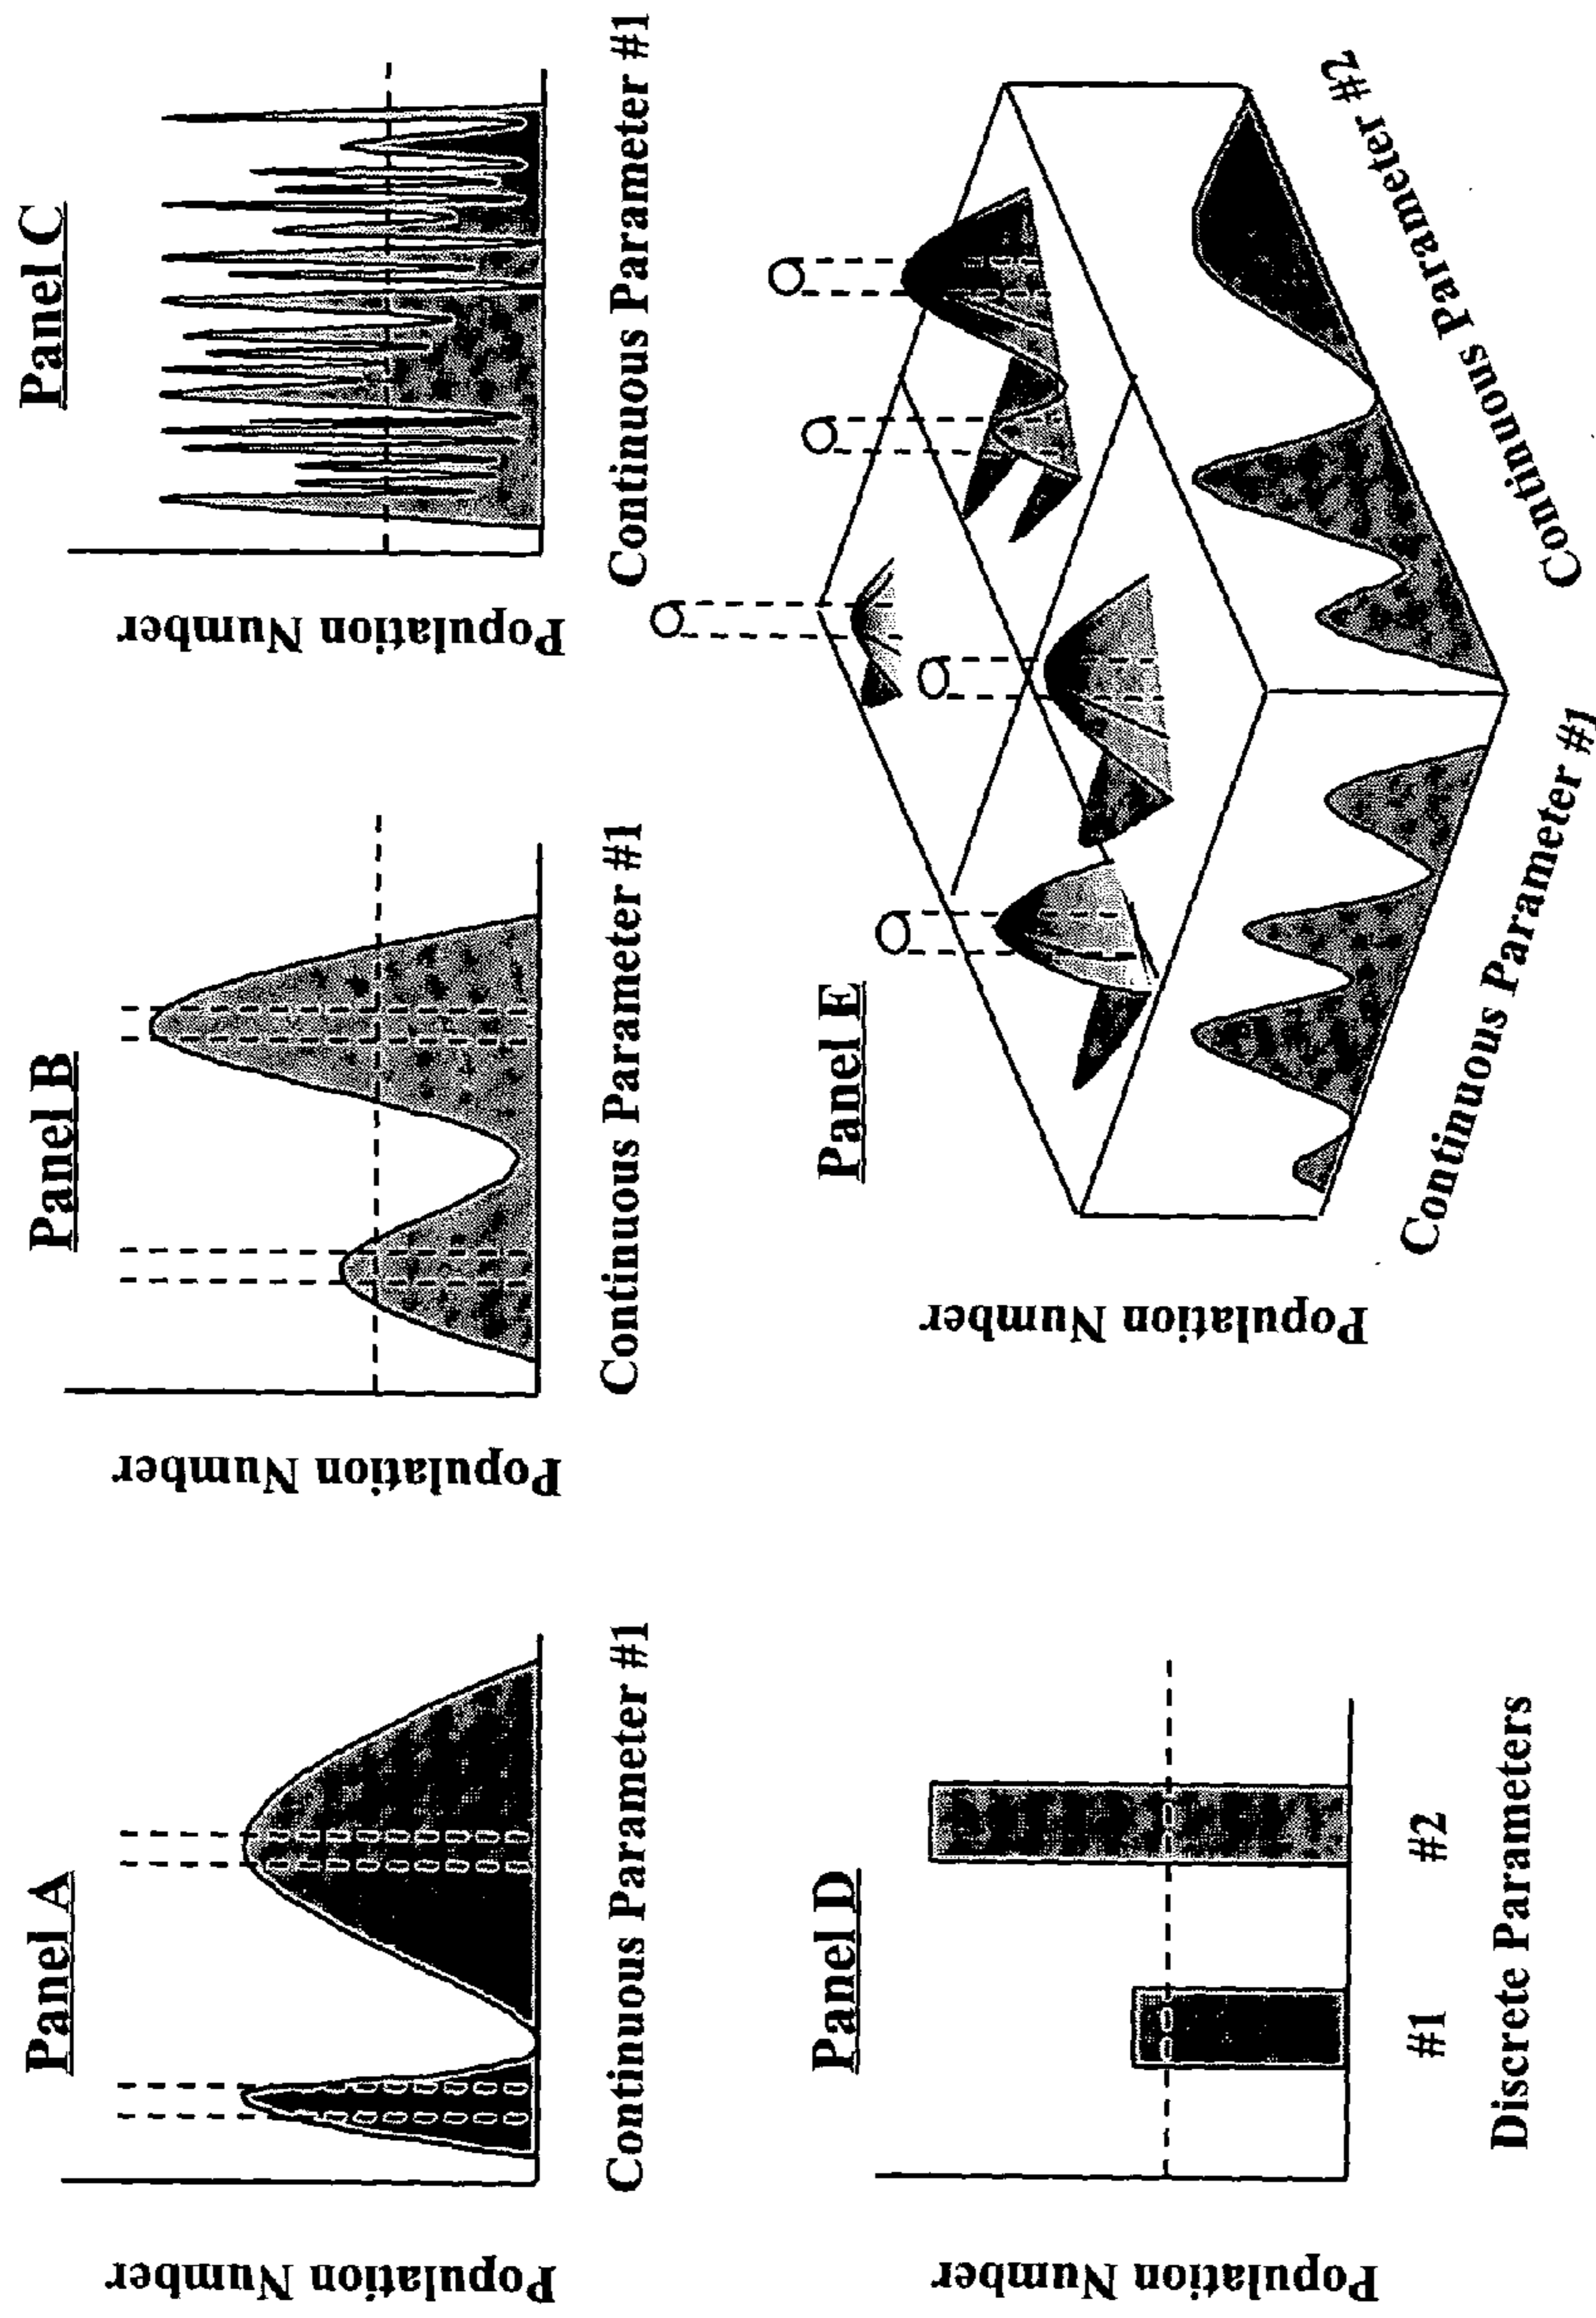 Panel A
Population Number
Continuous Parameter #1
Panel B
Population Number
Continuous Parameter #1
Panel C
Population Number
Continuous Parameter #1
Panel D
Population Number
#1
#2
Discrete Parameters
Panel E
Population Number
Continuous Parameter #1
Continuous Parameter #2